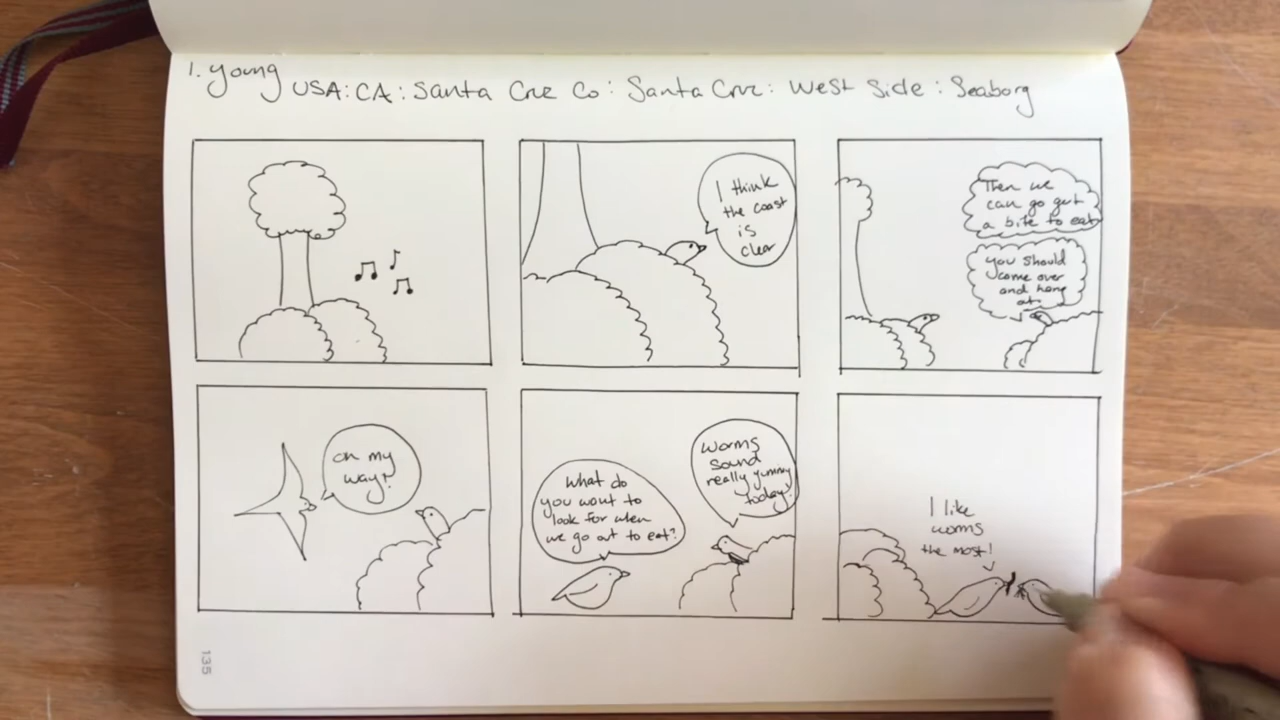 1. Young
USA: CA: Santa Cruz Co: Santa Cruz: West Side: Seaborg
I think
the coast
is
clear
Then we
can go get
a bite to eat
you should
come over
and hang
on my
way!
What do
you want to
look for when
we go out to eat?
Worms
sound
really yummy
today!
I like
worms
the most!
135